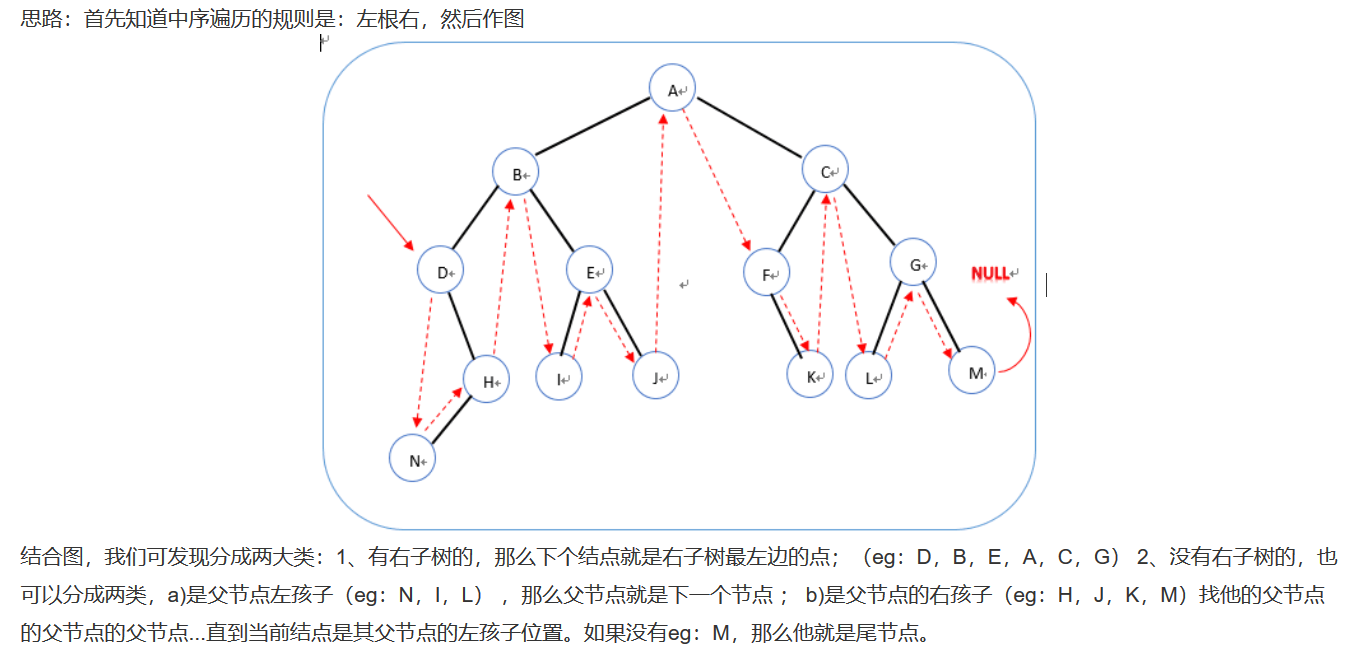 思路：首先知道中序遍历的规则是：左根右，然后作图
A
B
C
D
E
F
G
NULL
H
I
J
K
L
M
N
结合图，我们可发现分成两大类：1、有右子树的，那么下个结点就是右子树最左边的点；（eg：D，B，E，A，C，G） 2、没有右子树的，也
可以分成两类，a)是父节点左孩子（eg：N，I，L） ，那么父节点就是下一个节点 ； b)是父节点的右孩子（eg：H，J，K，M）找他的父节点
的父节点的父节点...直到当前结点是其父节点的左孩子位置。如果没有eg：M，那么他就是尾节点。